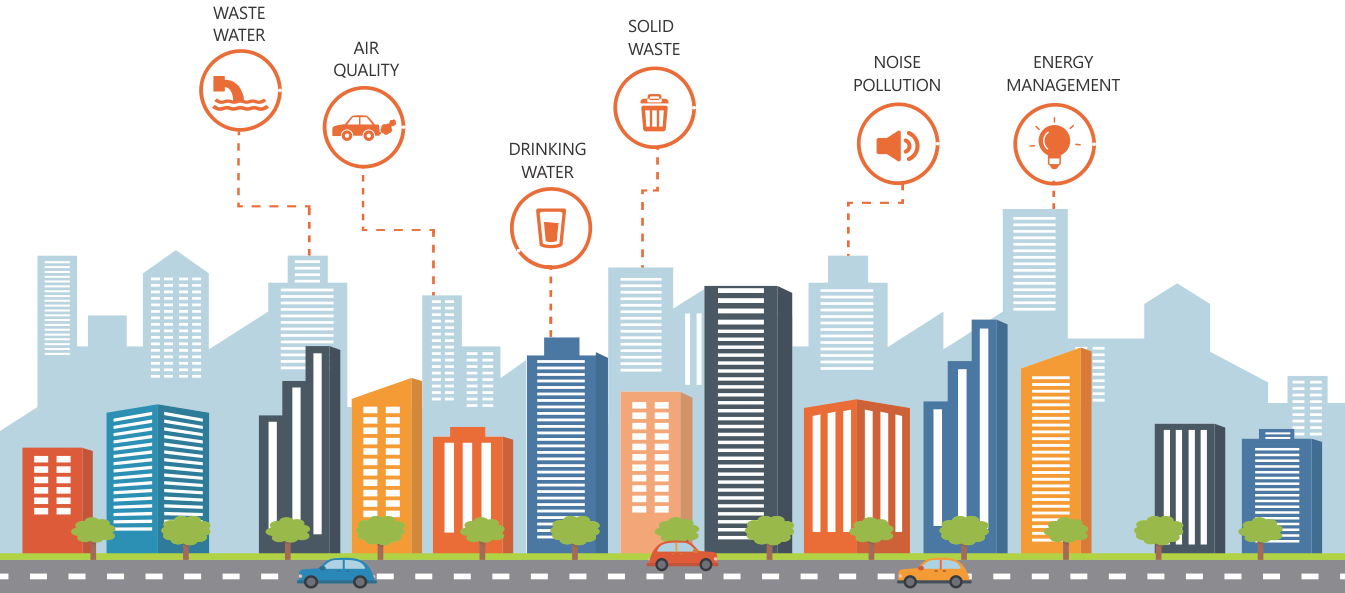 WASTE
WATER
AIR
QUALITY
DRINKING
WATER
SOLID
WASTE
NOISE
POLLUTION
ENERGY
MANAGEMENT